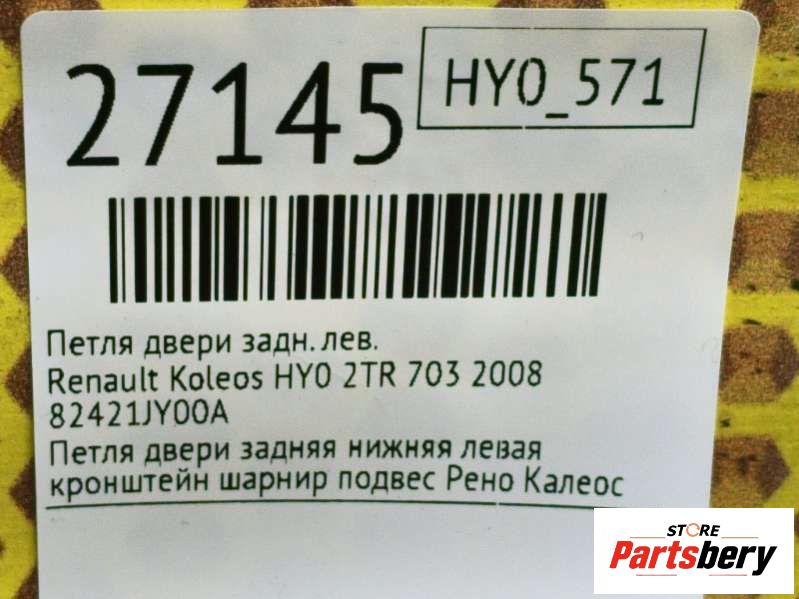 27145
HY0_571
Петля двери задн. лев.
Renault Koleos HY0 2TR 703 2008
82421JY00A
Петля двери задняя нижняя левая
кронштейн шарнир подвес Рено Калеос
STORE
Partsbery